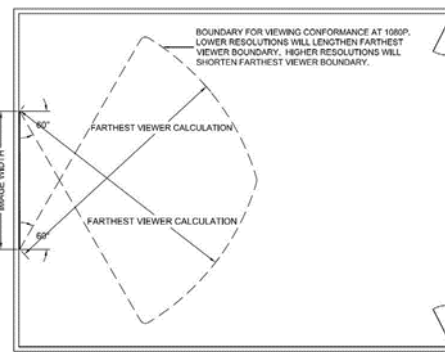 BOUNDARY FOR VIEWING CONFORMANCE AT 1080P.
LOWER RESOLUTIONS WILL LENGTHEN FARTHEST
VIEWER BOUNDARY. HIGHER RESOLUTIONS WILL
SHORTEN FARTHEST VIEWER BOUNDARY.
60°
FARTHEST VIEWER CALCULATION
IMAGE WIDTH
FARTHEST VIEWER CALCULATION
60°